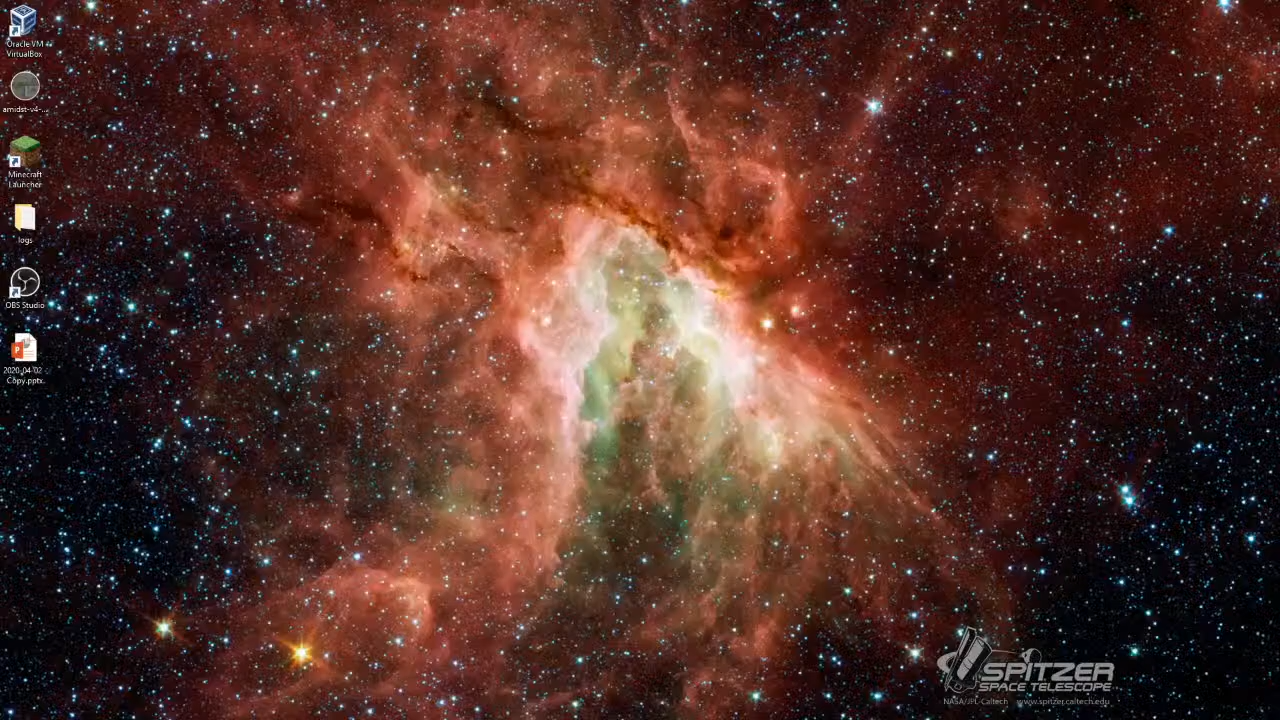 Oracle VM
VirtualBox
amidst-v4-...
Minecraft
Launcher
logs
OBS Studio
2020-04-02 -
Copy.pptx
SPITZER
SPACE TELESCOPE
NASA/JPL-Caltech www.spitzer.caltech.edu